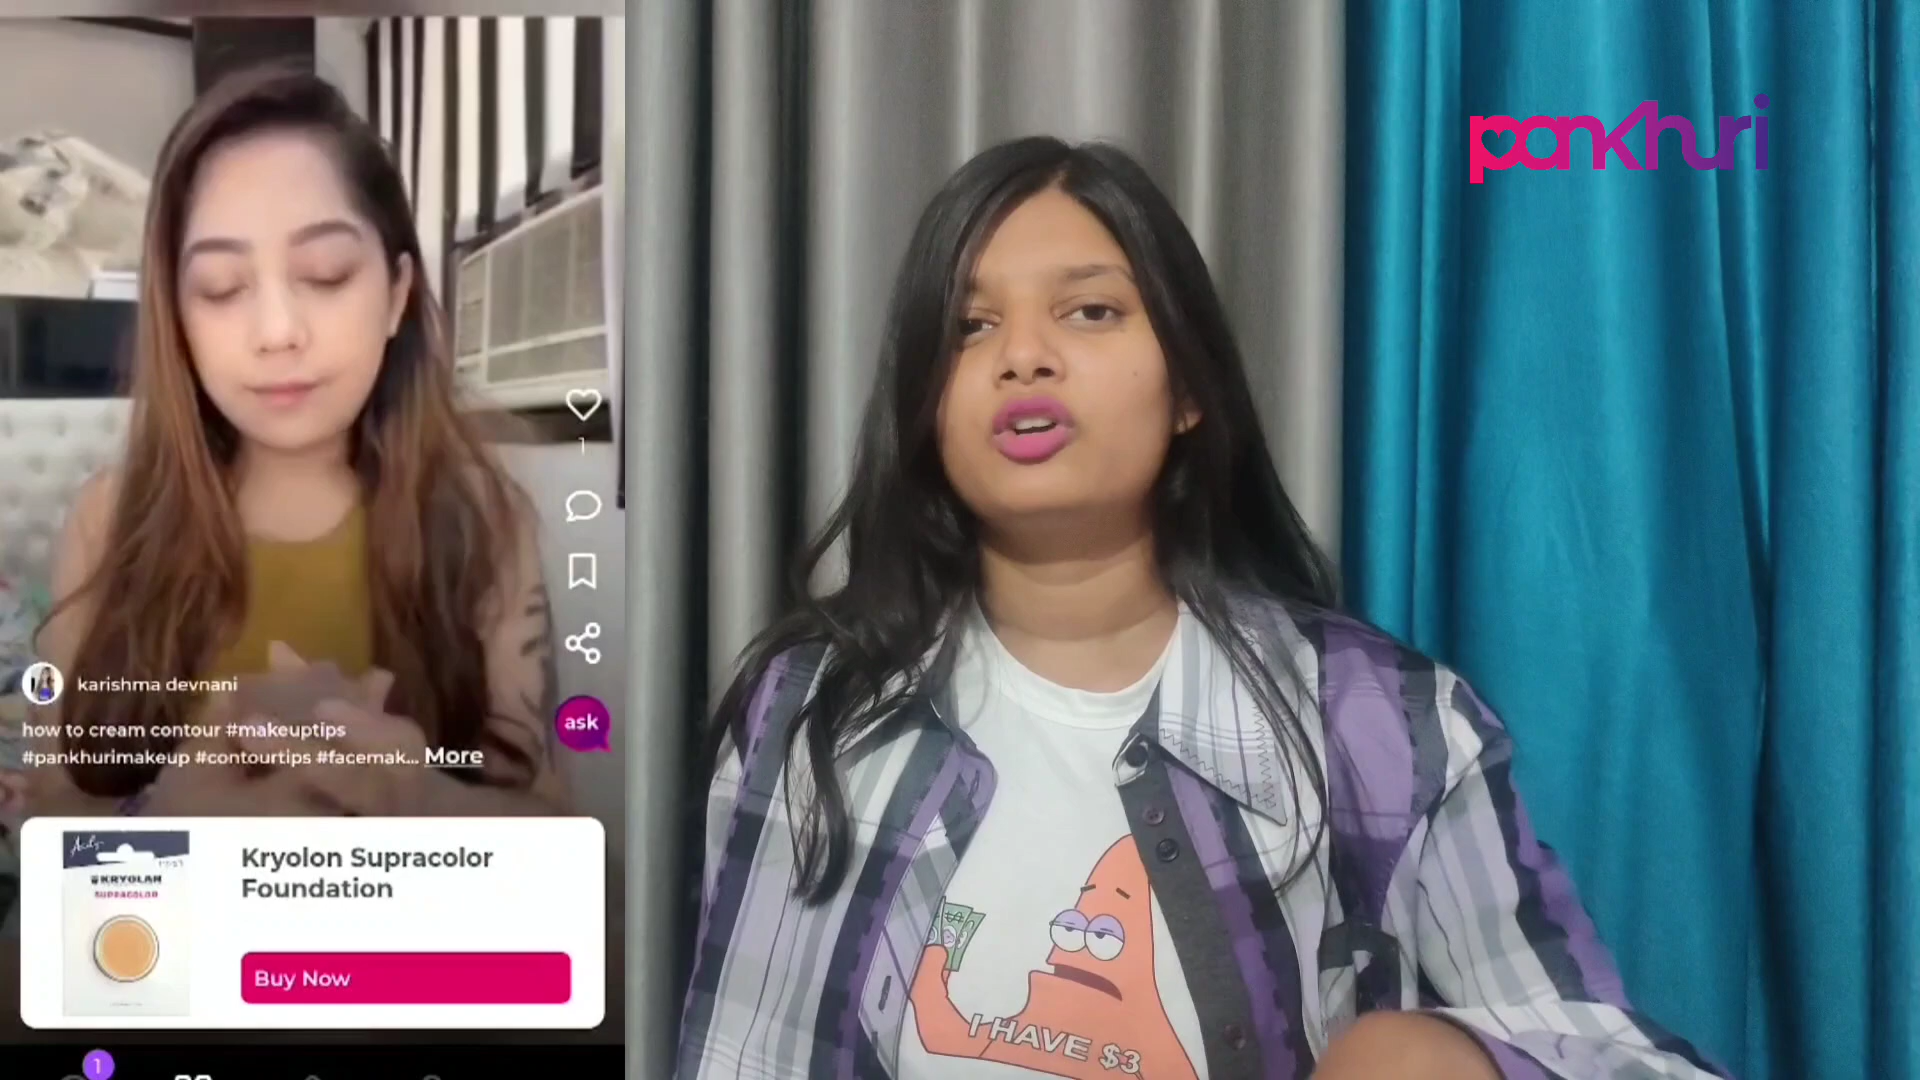 pankhuri
1
karishma devnani
ask
how to cream contour #makeuptips
#pankhurimakeup #contourtips #facemak... More
KRYOLAN
SUPRACOLOR
Kryolon Supracolor
Foundation
Buy Now
1
I HAVE $3